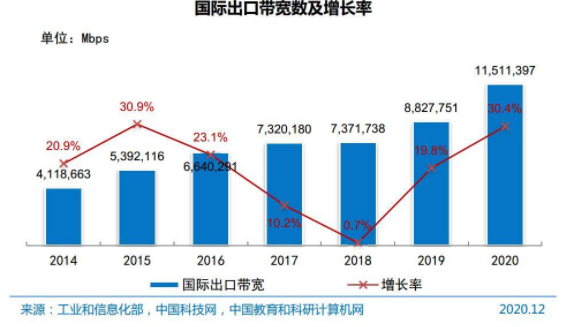 国际出口带宽数及增长率
单位：Mbps
11,511,397
30.9%
8,827,751
30.4%
20.9%
23.1%
7,320,180
7,371,738
5,392,116
19.8%
4,118,663
6,640,291
10.2%
0.7%
2014 2015 2016 2017 2018 2019 2020
国际出口带宽 增长率
来源：工业和信息化部，中国科技网，中国教育和科研计算机网 2020.12